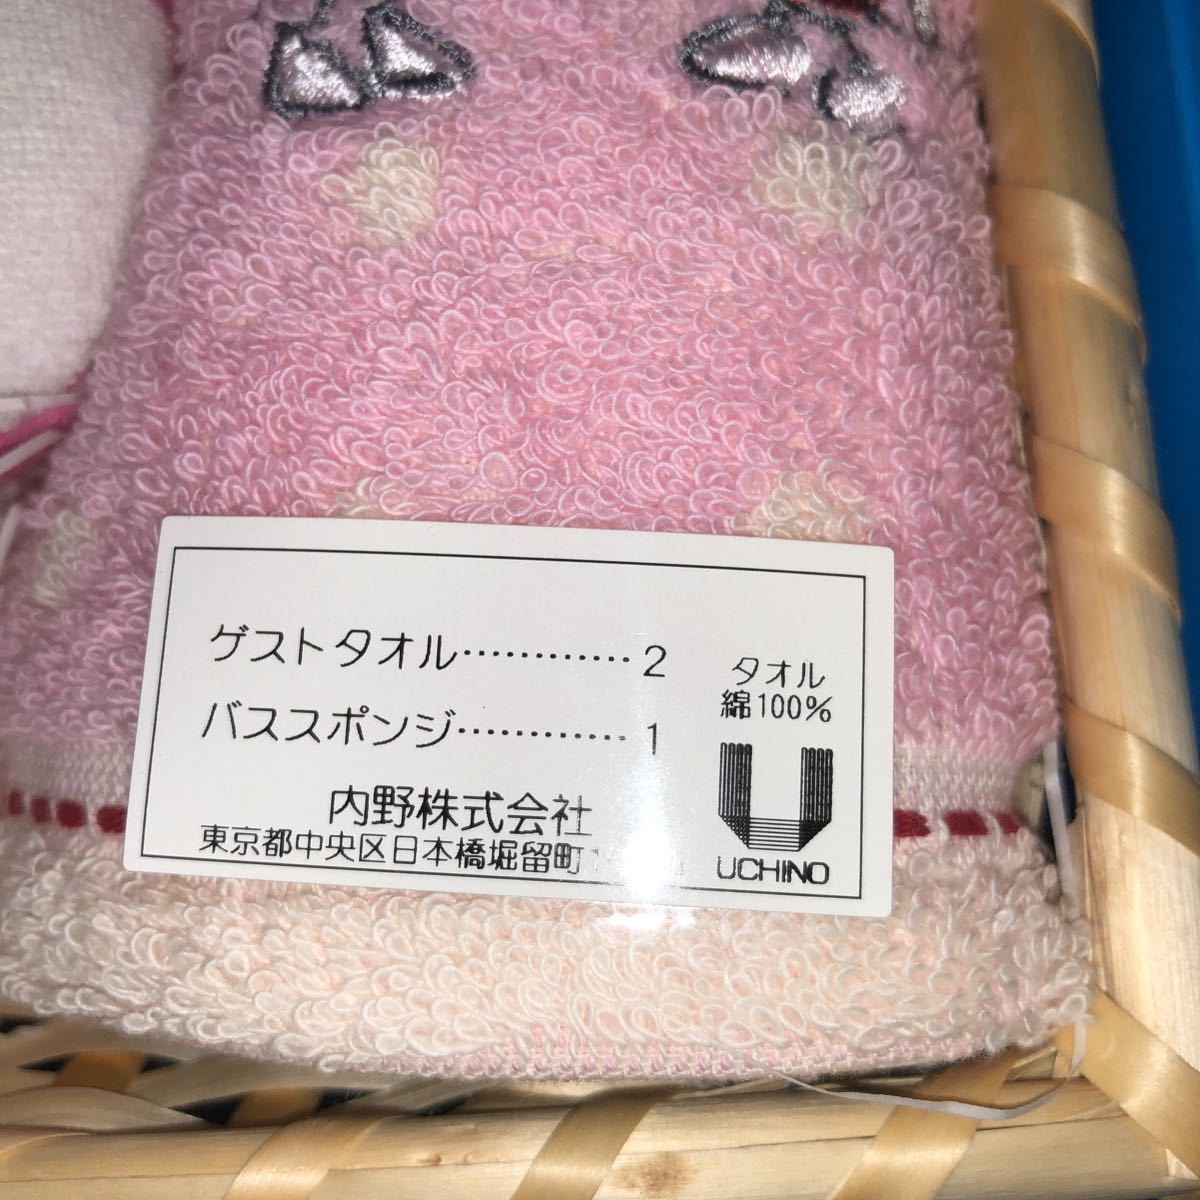 ゲストタオル…………2
バススポンジ…………1
内野株式会社
東京都中央区日本橋堀留町
タオル
綿100%
UCHINO